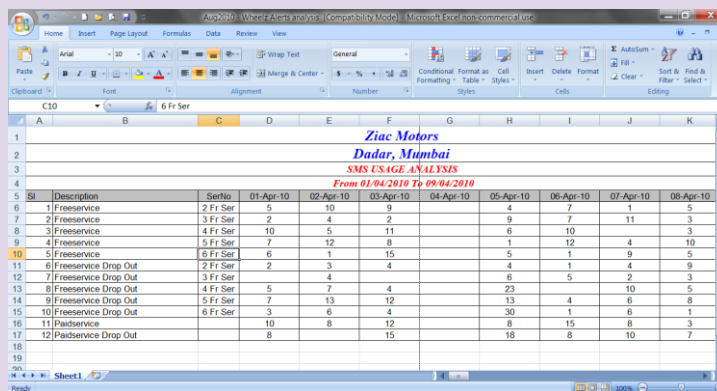 Aug2010 - Wheelz Alerts analysis [Compatibility Mode] - Microsoft Excel non-commercial use
Home Insert Page Layout Formulas Data Review View
Paste
Arial 10 A A Wrap Text General Conditional Formatting Format as Table Cell Styles Insert Delete Format Σ AutoSum Fill Clear Sort & Filter Find & Select
B I U Merge & Center $ % ,
Clipboard Font Alignment Number Styles Cells Editing
C10 fx 6 Fr Ser
A B C D E F G H I J K
1 Ziac Motors
2 Dadar, Mumbai
3 SMS USAGE ANALYSIS
4 From 01/04/2010 To 09/04/2010
5 Sl Description SerNo 01-Apr-10 02-Apr-10 03-Apr-10 04-Apr-10 05-Apr-10 06-Apr-10 07-Apr-10 08-Apr-10
6 1 Freeservice 2 Fr Ser 5 10 9 4 7 1 5
7 2 Freeservice 3 Fr Ser 2 4 2 9 7 11 3
8 3 Freeservice 4 Fr Ser 10 5 11 6 10 3
9 4 Freeservice 5 Fr Ser 7 12 8 1 12 4 10
10 5 Freeservice 6 Fr Ser 6 1 15 5 1 9 5
11 6 Freeservice Drop Out 2 Fr Ser 2 3 4 4 1 4 9
12 7 Freeservice Drop Out 3 Fr Ser 4 6 5 2 3
13 8 Freeservice Drop Out 4 Fr Ser 5 7 4 23 10 5
14 9 Freeservice Drop Out 5 Fr Ser 7 13 12 13 4 6 8
15 10 Freeservice Drop Out 6 Fr Ser 3 6 4 30 1 6 1
16 11 Paidservice 10 8 12 8 15 8 3
17 12 Paidservice Drop Out 8 15 18 8 10 7
18
19
20
Sheet1
Ready 100%